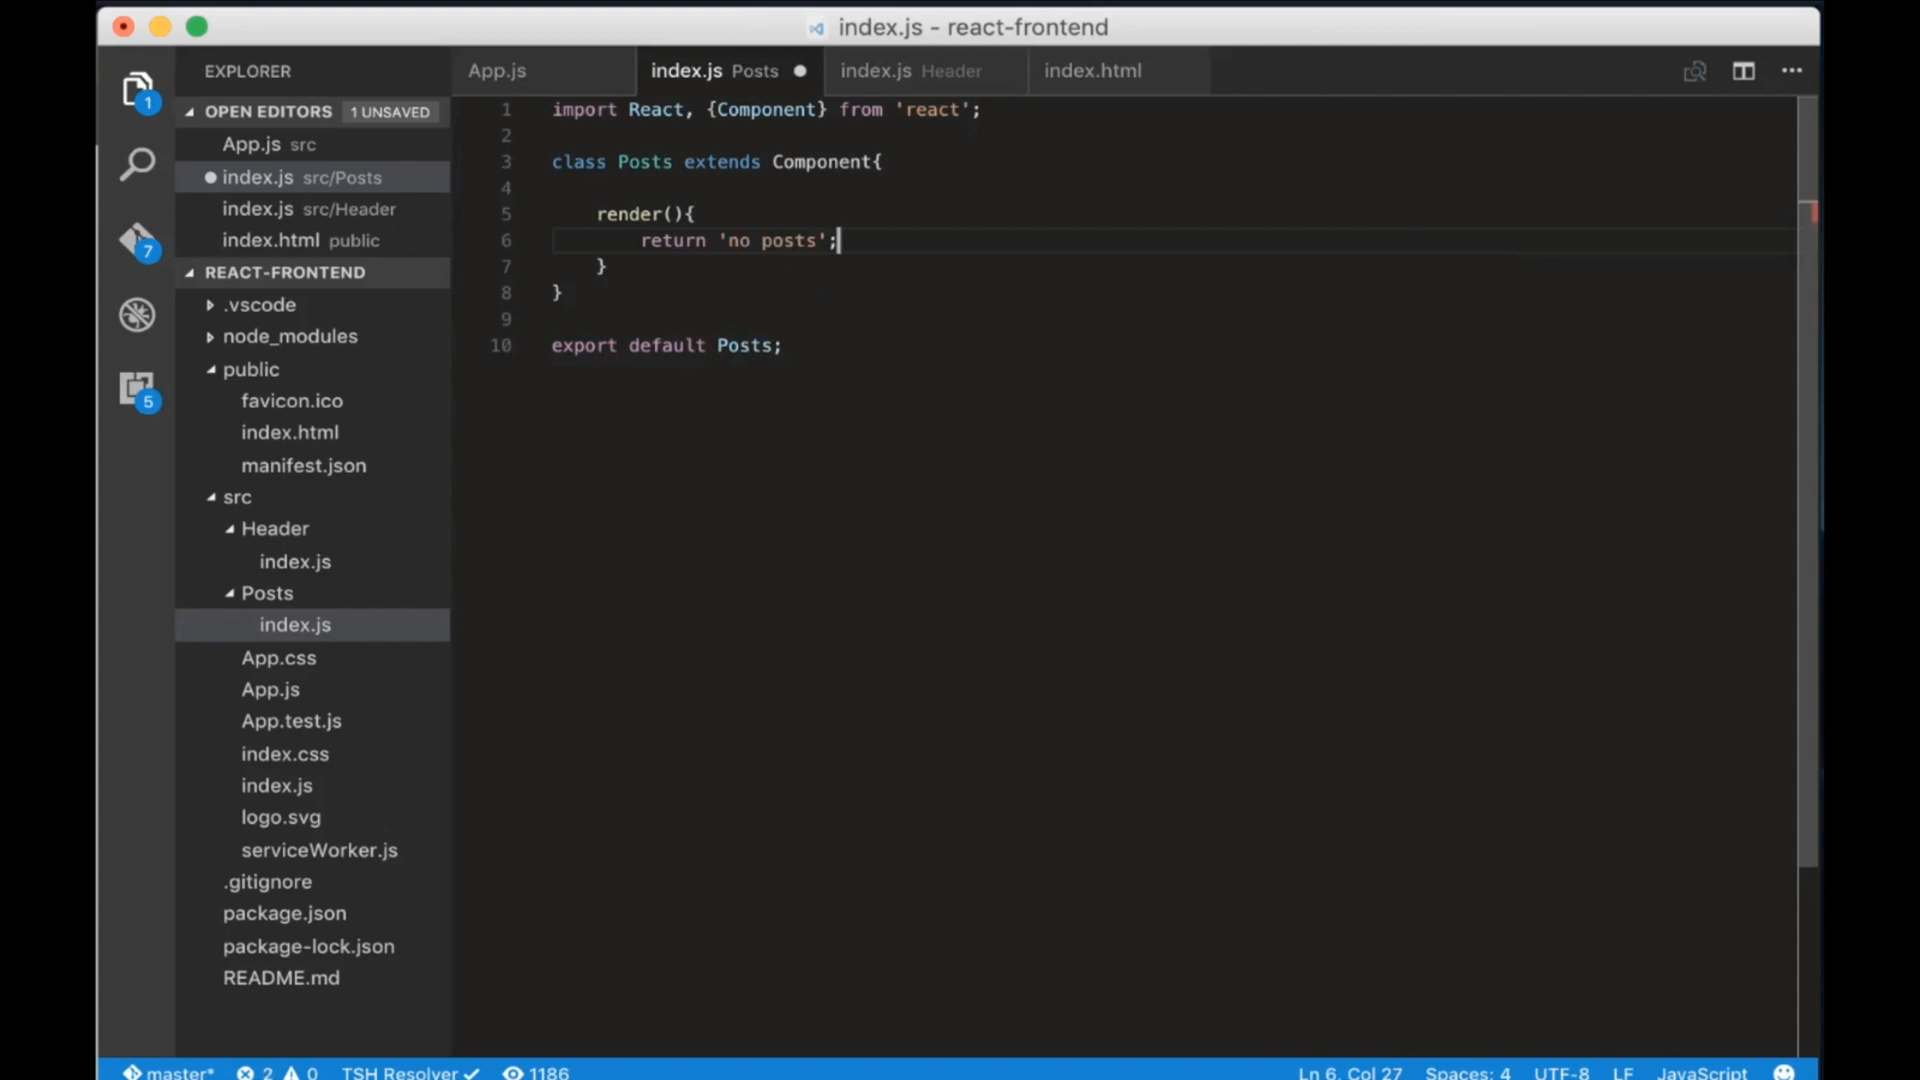 index.js - react-frontend
EXPLORER
App.js
index.js Posts
index.js Header
index.html
1
OPEN EDITORS 1 UNSAVED
App.js src
index.js src/Posts
index.js src/Header
index.html public
7
REACT-FRONTEND
.vscode
node_modules
public
favicon.ico
index.html
manifest.json
5
src
Header
index.js
Posts
index.js
App.css
App.js
App.test.js
index.css
index.js
logo.svg
serviceWorker.js
.gitignore
package.json
package-lock.json
README.md
1 import React, {Component} from 'react';
2
3 class Posts extends Component{
4
5 render(){
6 return 'no posts';
7 }
8 }
9
10 export default Posts;
master* 2 0 TSH Resolver ✓ 1186
Ln 6, Col 27 Spaces: 4 UTF-8 LF JavaScript